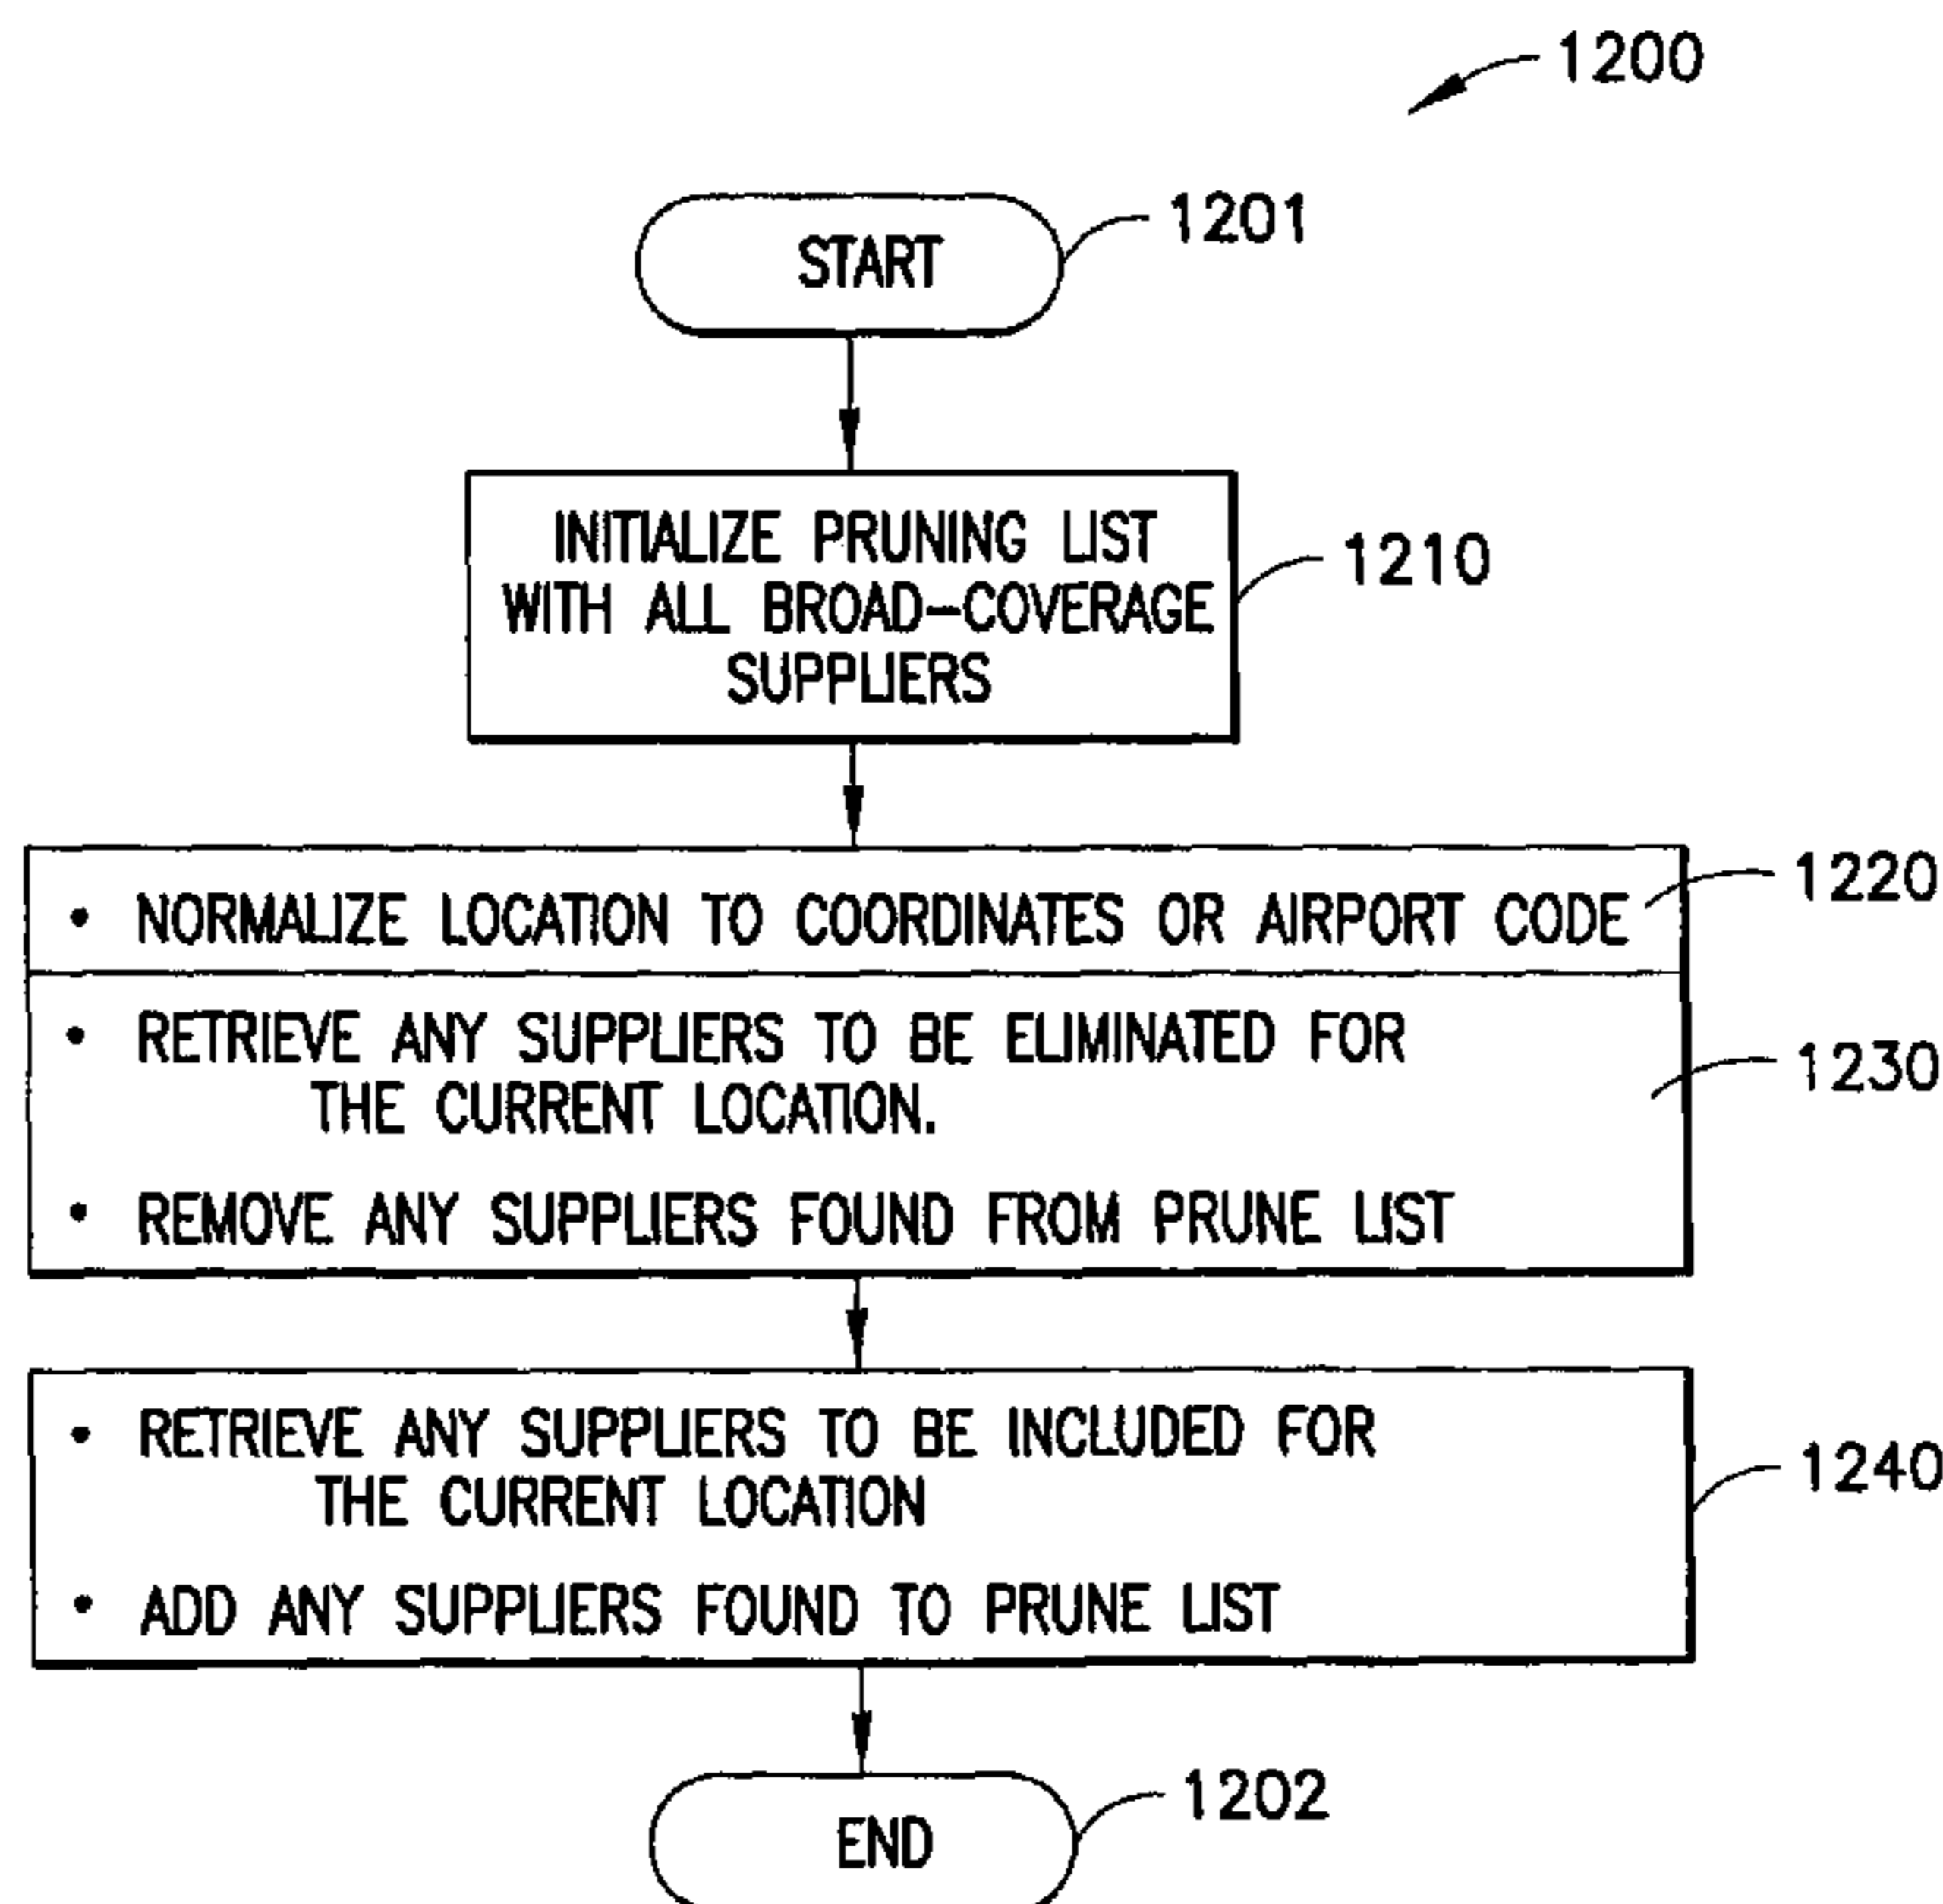 1200
START
1201
INITIALIZE PRUNING LIST
WITH ALL BROAD-COVERAGE
SUPPLIERS
1210
• NORMALIZE LOCATION TO COORDINATES OR AIRPORT CODE
1220
• RETRIEVE ANY SUPPLIERS TO BE ELIMINATED FOR
THE CURRENT LOCATION.
1230
• REMOVE ANY SUPPLIERS FOUND FROM PRUNE LIST
• RETRIEVE ANY SUPPLIERS TO BE INCLUDED FOR
THE CURRENT LOCATION
1240
• ADD ANY SUPPLIERS FOUND TO PRUNE LIST
END
1202